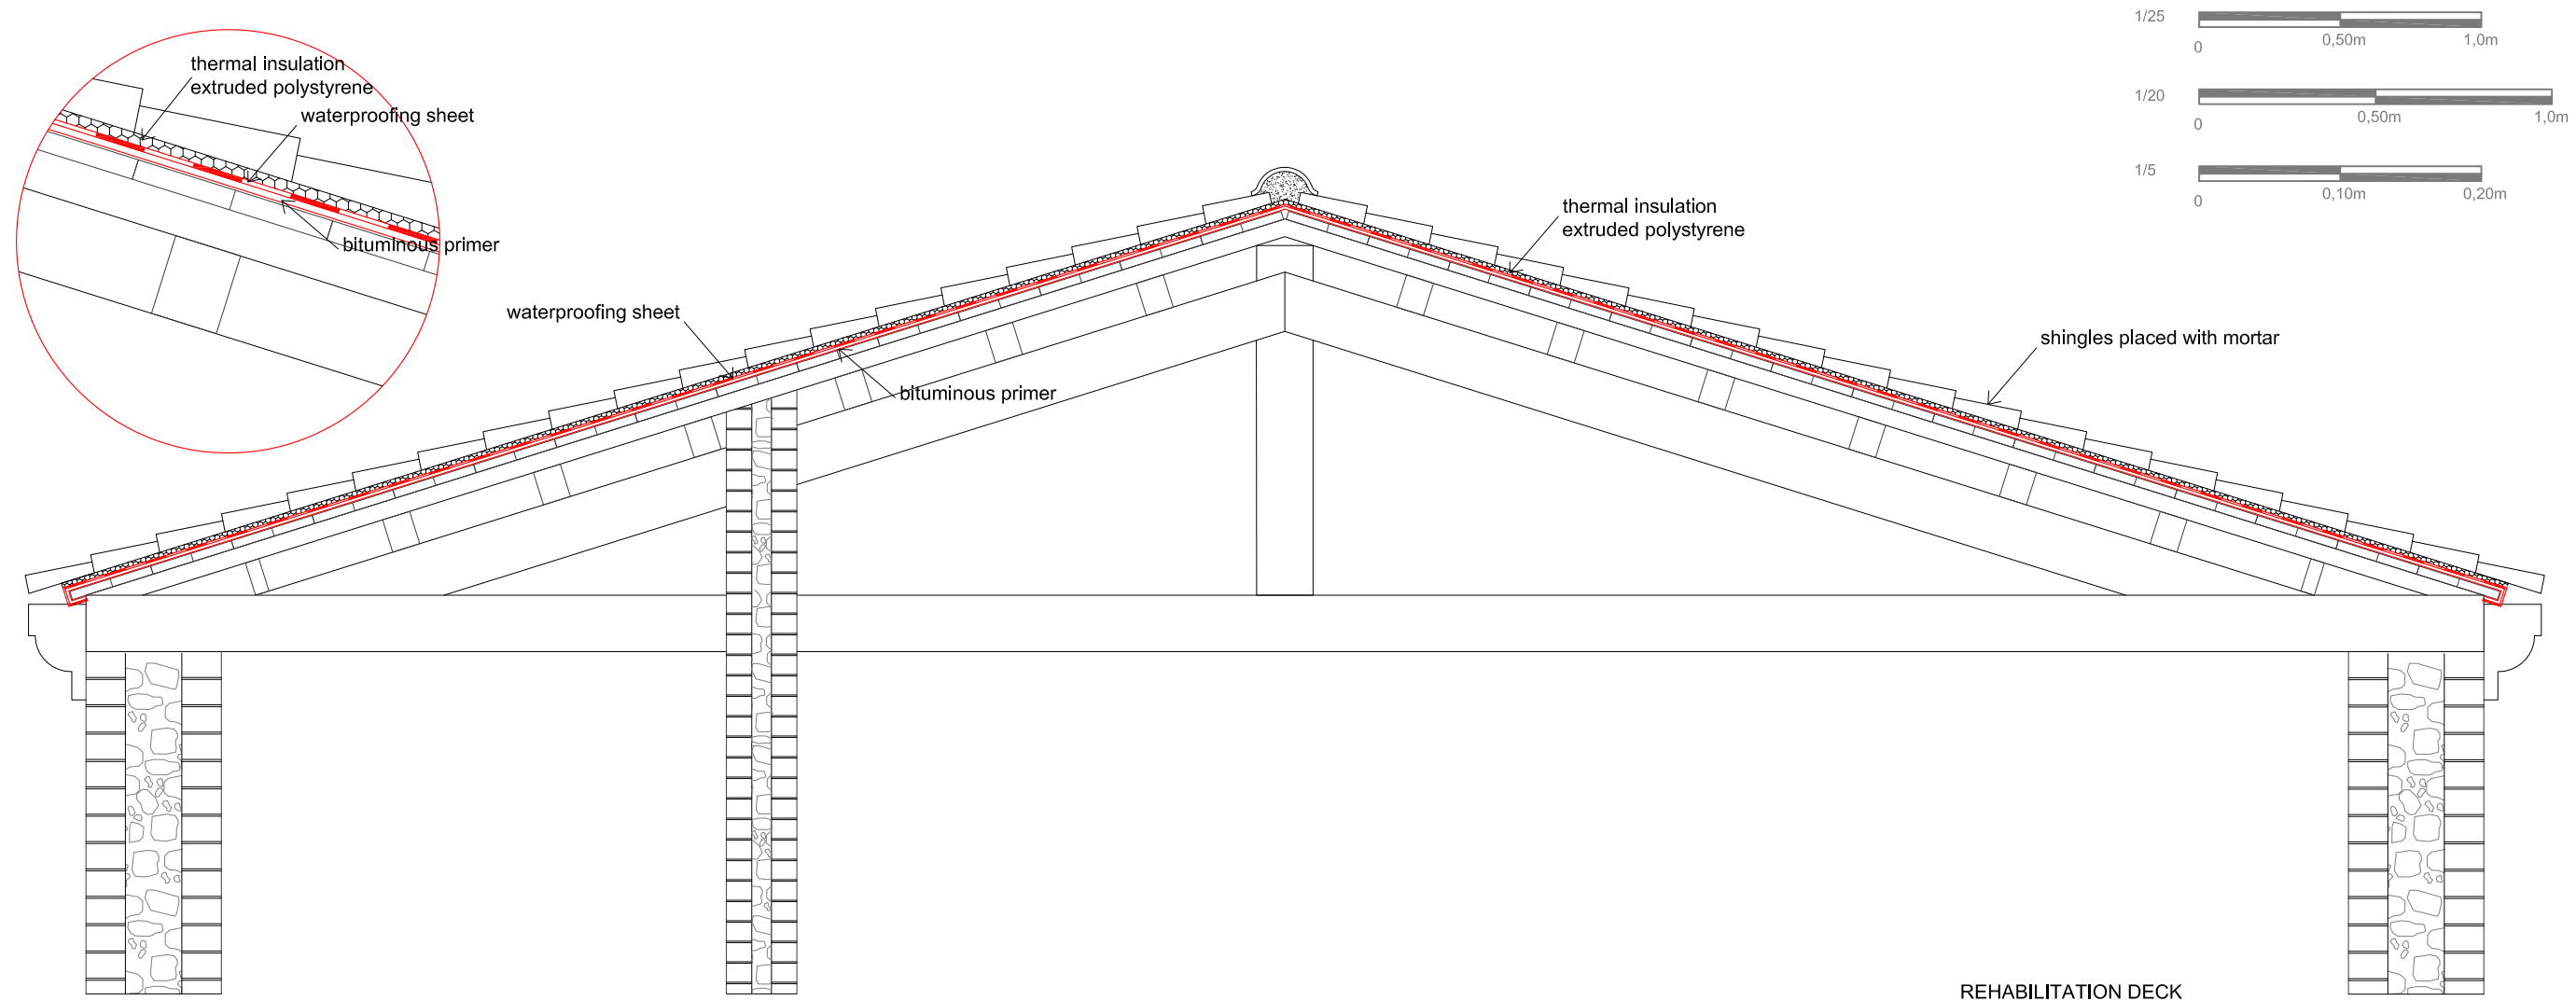 thermal insulation
extruded polystyrene
waterproofing sheet
bituminous primer
1/25
0
0,50m
1,0m
1/20
0
0,50m
1,0m
1/5
0
0,10m
0,20m
thermal insulation
extruded polystyrene
waterproofing sheet
shingles placed with mortar
bituminous primer
REHABILITATION DECK